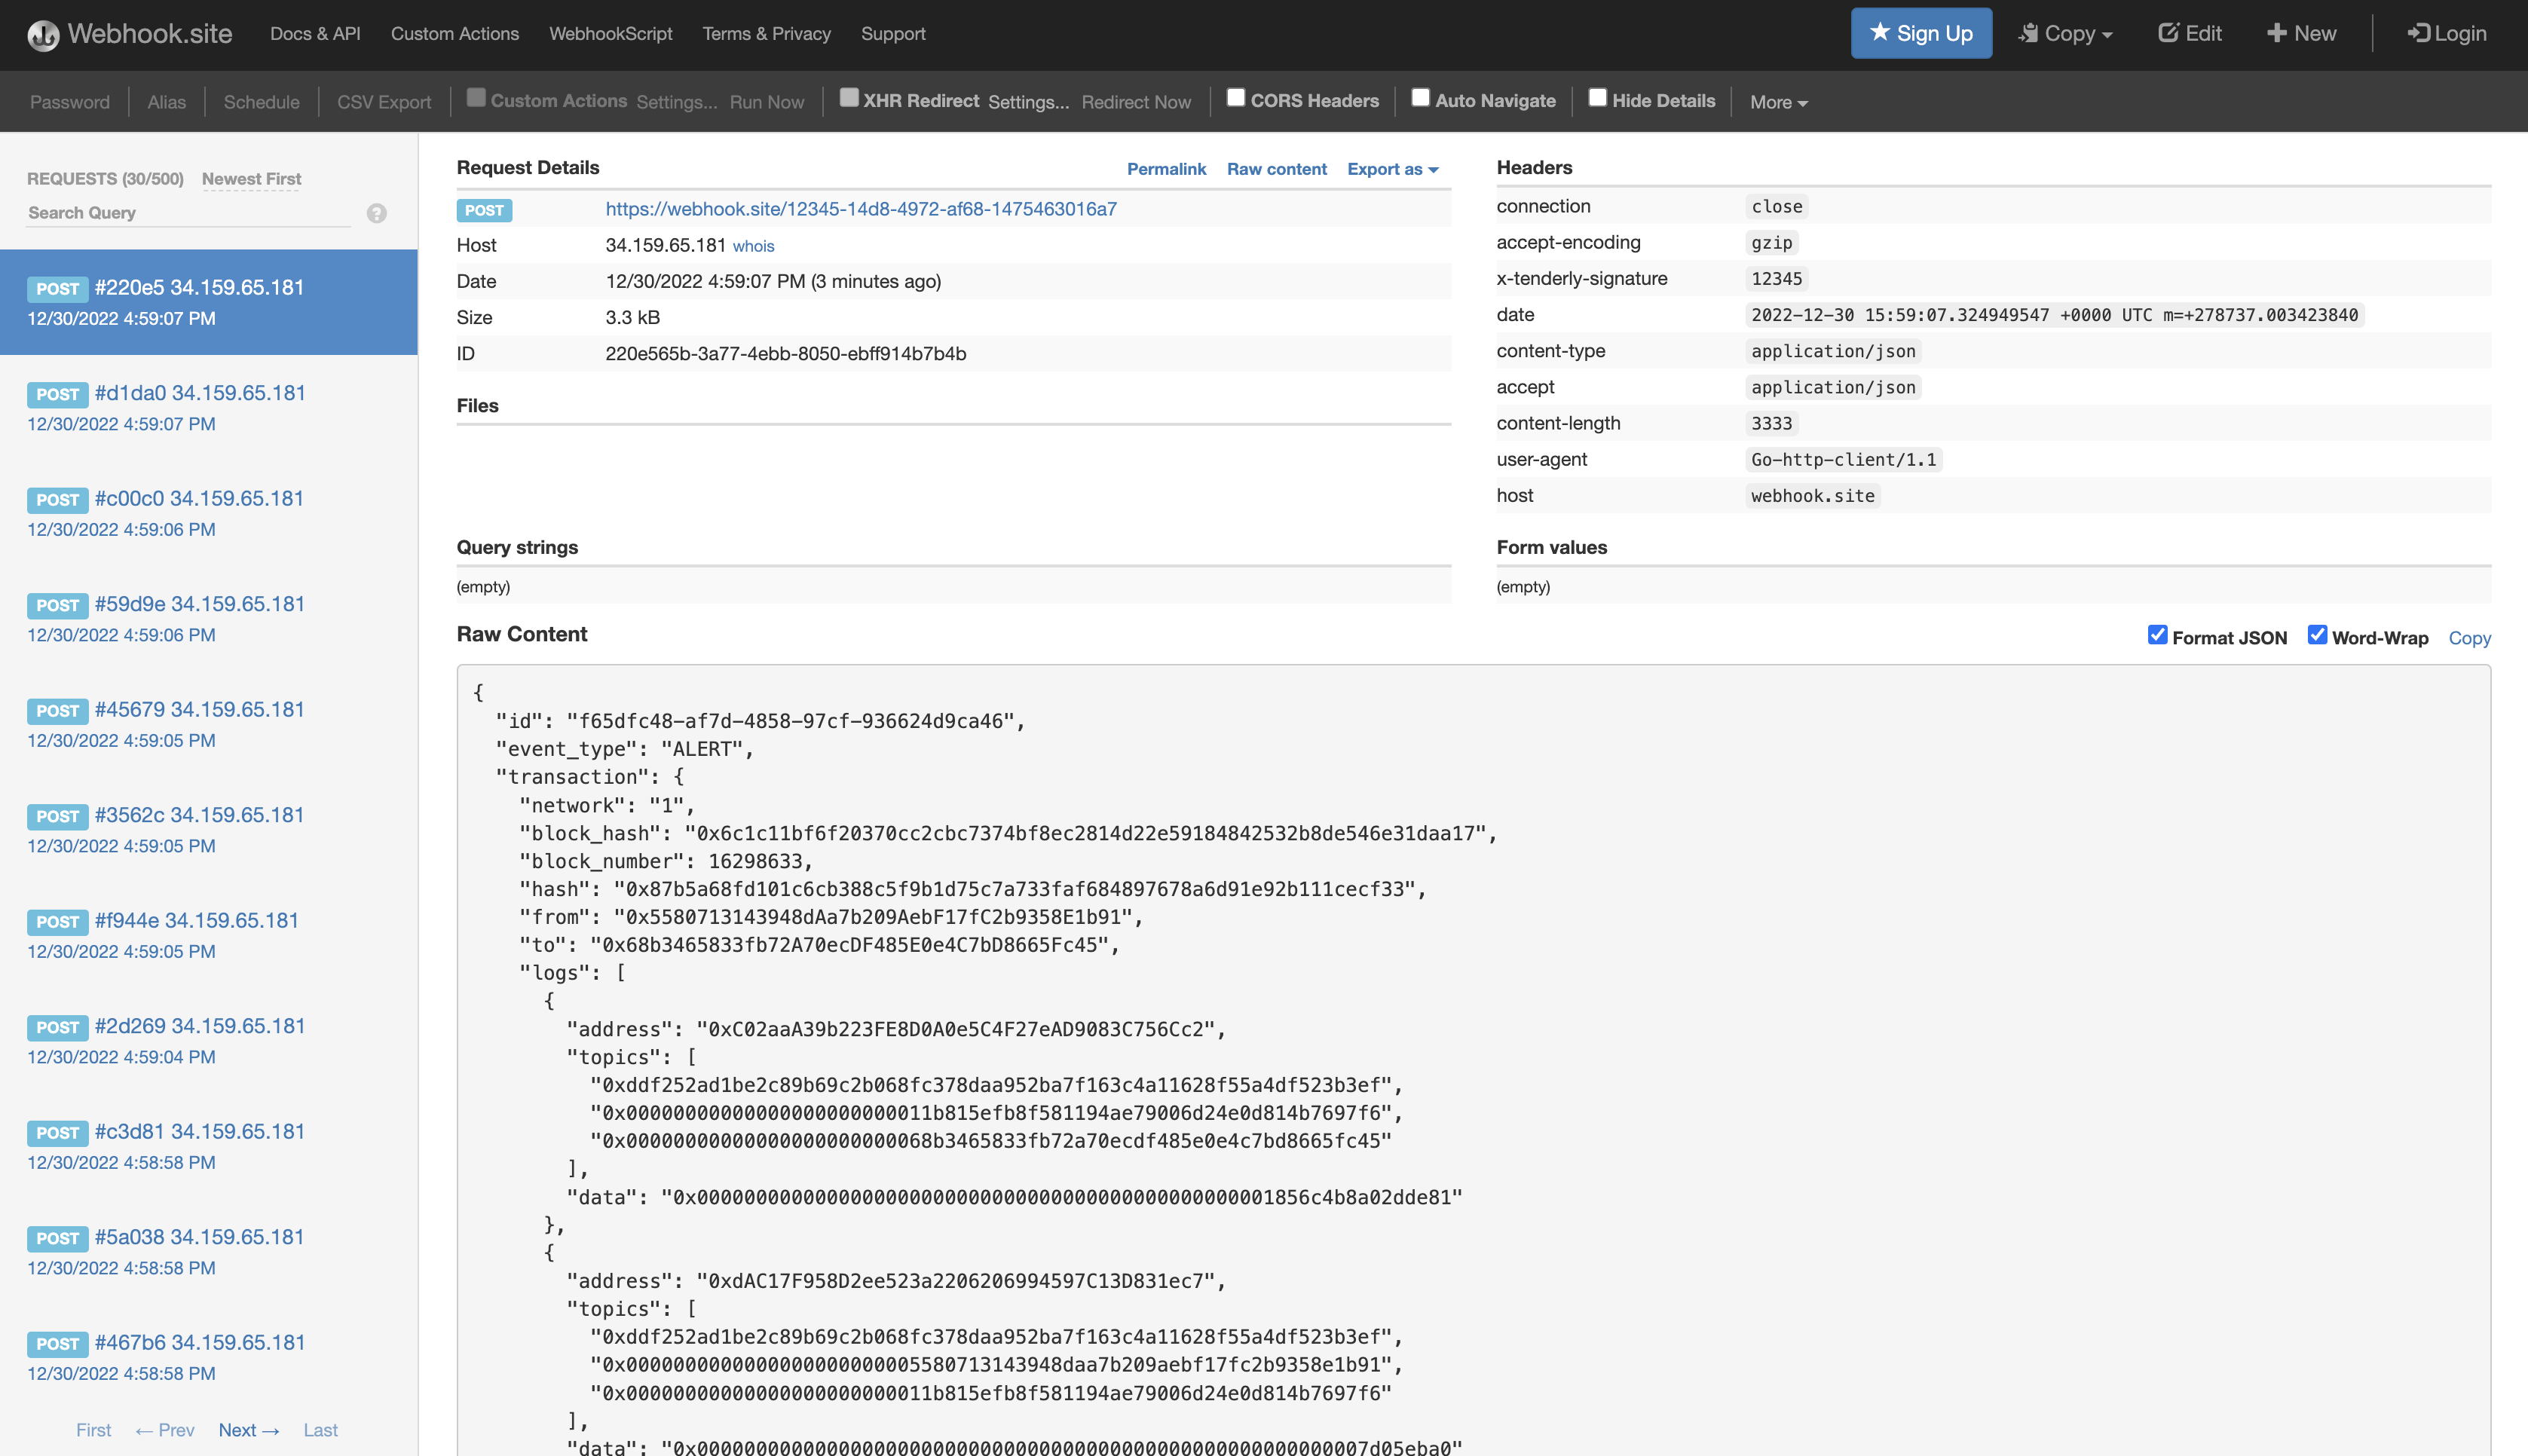 Webhook.site Docs & API Custom Actions WebhookScript Terms & Privacy Support Sign Up Copy Edit New Login
Password Alias Schedule CSV Export Custom Actions Settings... Run Now XHR Redirect Settings... Redirect Now CORS Headers Auto Navigate Hide Details More
REQUESTS (30/500) Newest First
Search Query ?
POST #220e5 34.159.65.181
12/30/2022 4:59:07 PM
POST #d1da0 34.159.65.181
12/30/2022 4:59:07 PM
POST #c00c0 34.159.65.181
12/30/2022 4:59:06 PM
POST #59d9e 34.159.65.181
12/30/2022 4:59:06 PM
POST #45679 34.159.65.181
12/30/2022 4:59:05 PM
POST #3562c 34.159.65.181
12/30/2022 4:59:05 PM
POST #f944e 34.159.65.181
12/30/2022 4:59:05 PM
POST #2d269 34.159.65.181
12/30/2022 4:59:04 PM
POST #c3d81 34.159.65.181
12/30/2022 4:58:58 PM
POST #5a038 34.159.65.181
12/30/2022 4:58:58 PM
POST #467b6 34.159.65.181
12/30/2022 4:58:58 PM
First ← Prev Next → Last
Request Details Permalink Raw content Export as
POST https://webhook.site/12345-14d8-4972-af68-1475463016a7
Host 34.159.65.181 whois
Date 12/30/2022 4:59:07 PM (3 minutes ago)
Size 3.3 kB
ID 220e565b-3a77-4ebb-8050-ebff914b7b4b
Files
Headers
connection close
accept-encoding gzip
x-tenderly-signature 12345
date 2022-12-30 15:59:07.324949547 +0000 UTC m=+278737.003423840
content-type application/json
accept application/json
content-length 3333
user-agent Go-http-client/1.1
host webhook.site
Query strings
(empty)
Form values
(empty)
Raw Content Format JSON Word-Wrap Copy
{
"id": "f65dfc48-af7d-4858-97cf-936624d9ca46",
"event_type": "ALERT",
"transaction": {
"network": "1",
"block_hash": "0x6c1c11bf6f20370cc2cbc7374bf8ec2814d22e59184842532b8de546e31daa17",
"block_number": 16298633,
"hash": "0x87b5a68fd101c6cb388c5f9b1d75c7a733faf684897678a6d91e92b111cecf33",
"from": "0x5580713143948dAa7b209AebF17fC2b9358E1b91",
"to": "0x68b3465833fb72A70ecDF485E0e4C7bD8665Fc45",
"logs": [
{
"address": "0xC02aaA39b223FE8D0A0e5C4F27eAD9083C756Cc2",
"topics": [
"0xddf252ad1be2c89b69c2b068fc378daa952ba7f163c4a11628f55a4df523b3ef",
"0x00000000000000000000000011b815efb8f581194ae79006d24e0d814b7697f6",
"0x00000000000000000000000068b3465833fb72a70ecdf485e0e4c7bd8665fc45"
],
"data": "0x00000000000000000000000000000000000000000000000001856c4b8a02dde81"
},
{
"address": "0xdAC17F958D2ee523a2206206994597C13D831ec7",
"topics": [
"0xddf252ad1be2c89b69c2b068fc378daa952ba7f163c4a11628f55a4df523b3ef",
"0x0000000000000000000000005580713143948daa7b209aebf17fc2b9358e1b91",
"0x00000000000000000000000011b815efb8f581194ae79006d24e0d814b7697f6"
],
"data": "0x000000000000000000000000000000000000000000000000000000007d05eba0"